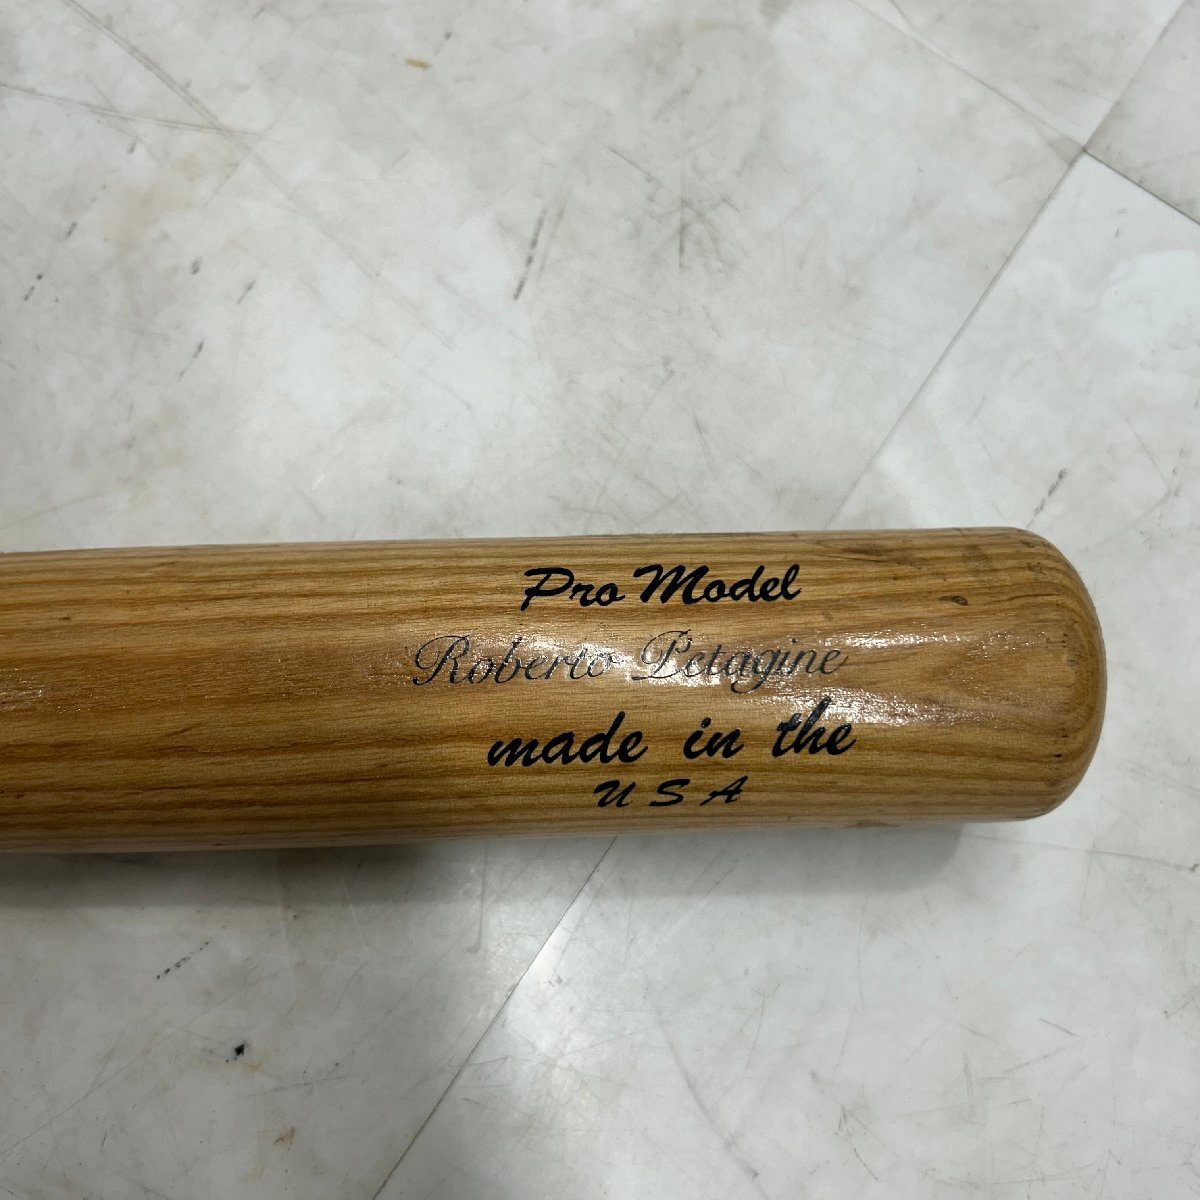 Pro Model
Roberto Petagine
made in the
USA